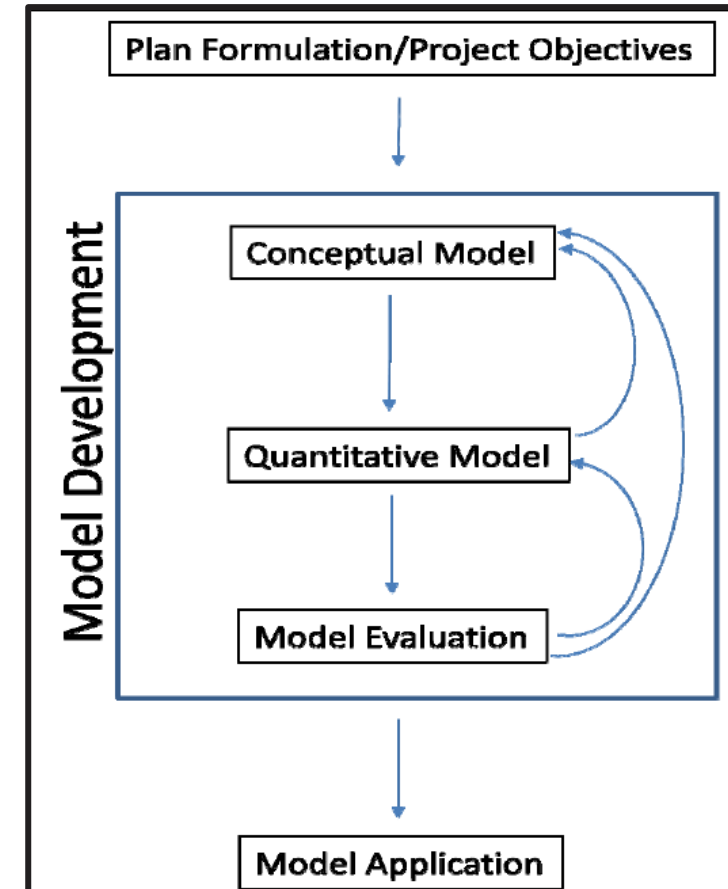 Plan Formulation/Project Objectives
Model Development
Conceptual Model
Quantitative Model
Model Evaluation
Model Application